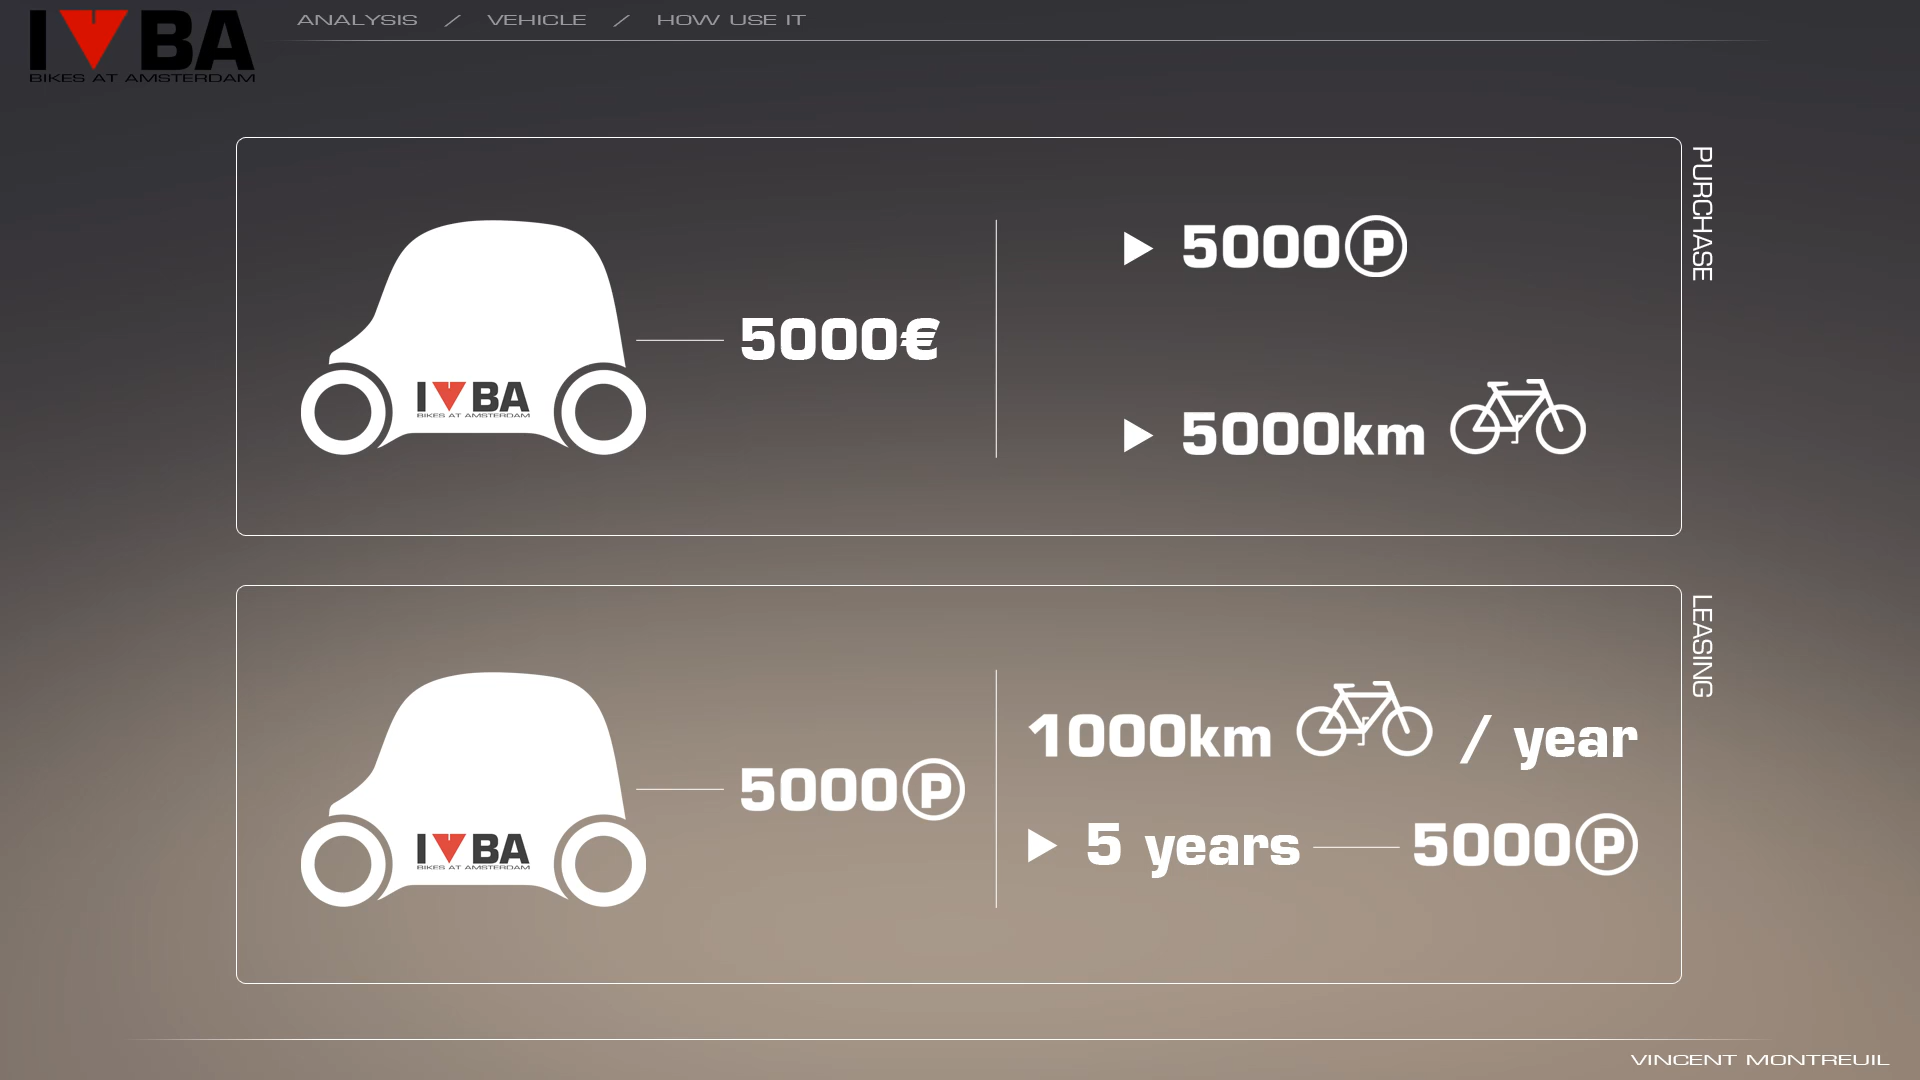 I ▼ BA
BIKES AT AMSTERDAM
ANALYSIS / VEHICLE / HOW USE IT
PURCHASE
I ▼ BA
BIKES AT AMSTERDAM
5000€
▶ 5000Ⓟ
▶ 5000km
LEASING
I ▼ BA
BIKES AT AMSTERDAM
5000Ⓟ
1000km / year
▶ 5 years — 5000Ⓟ
VINCENT MONTREUIL